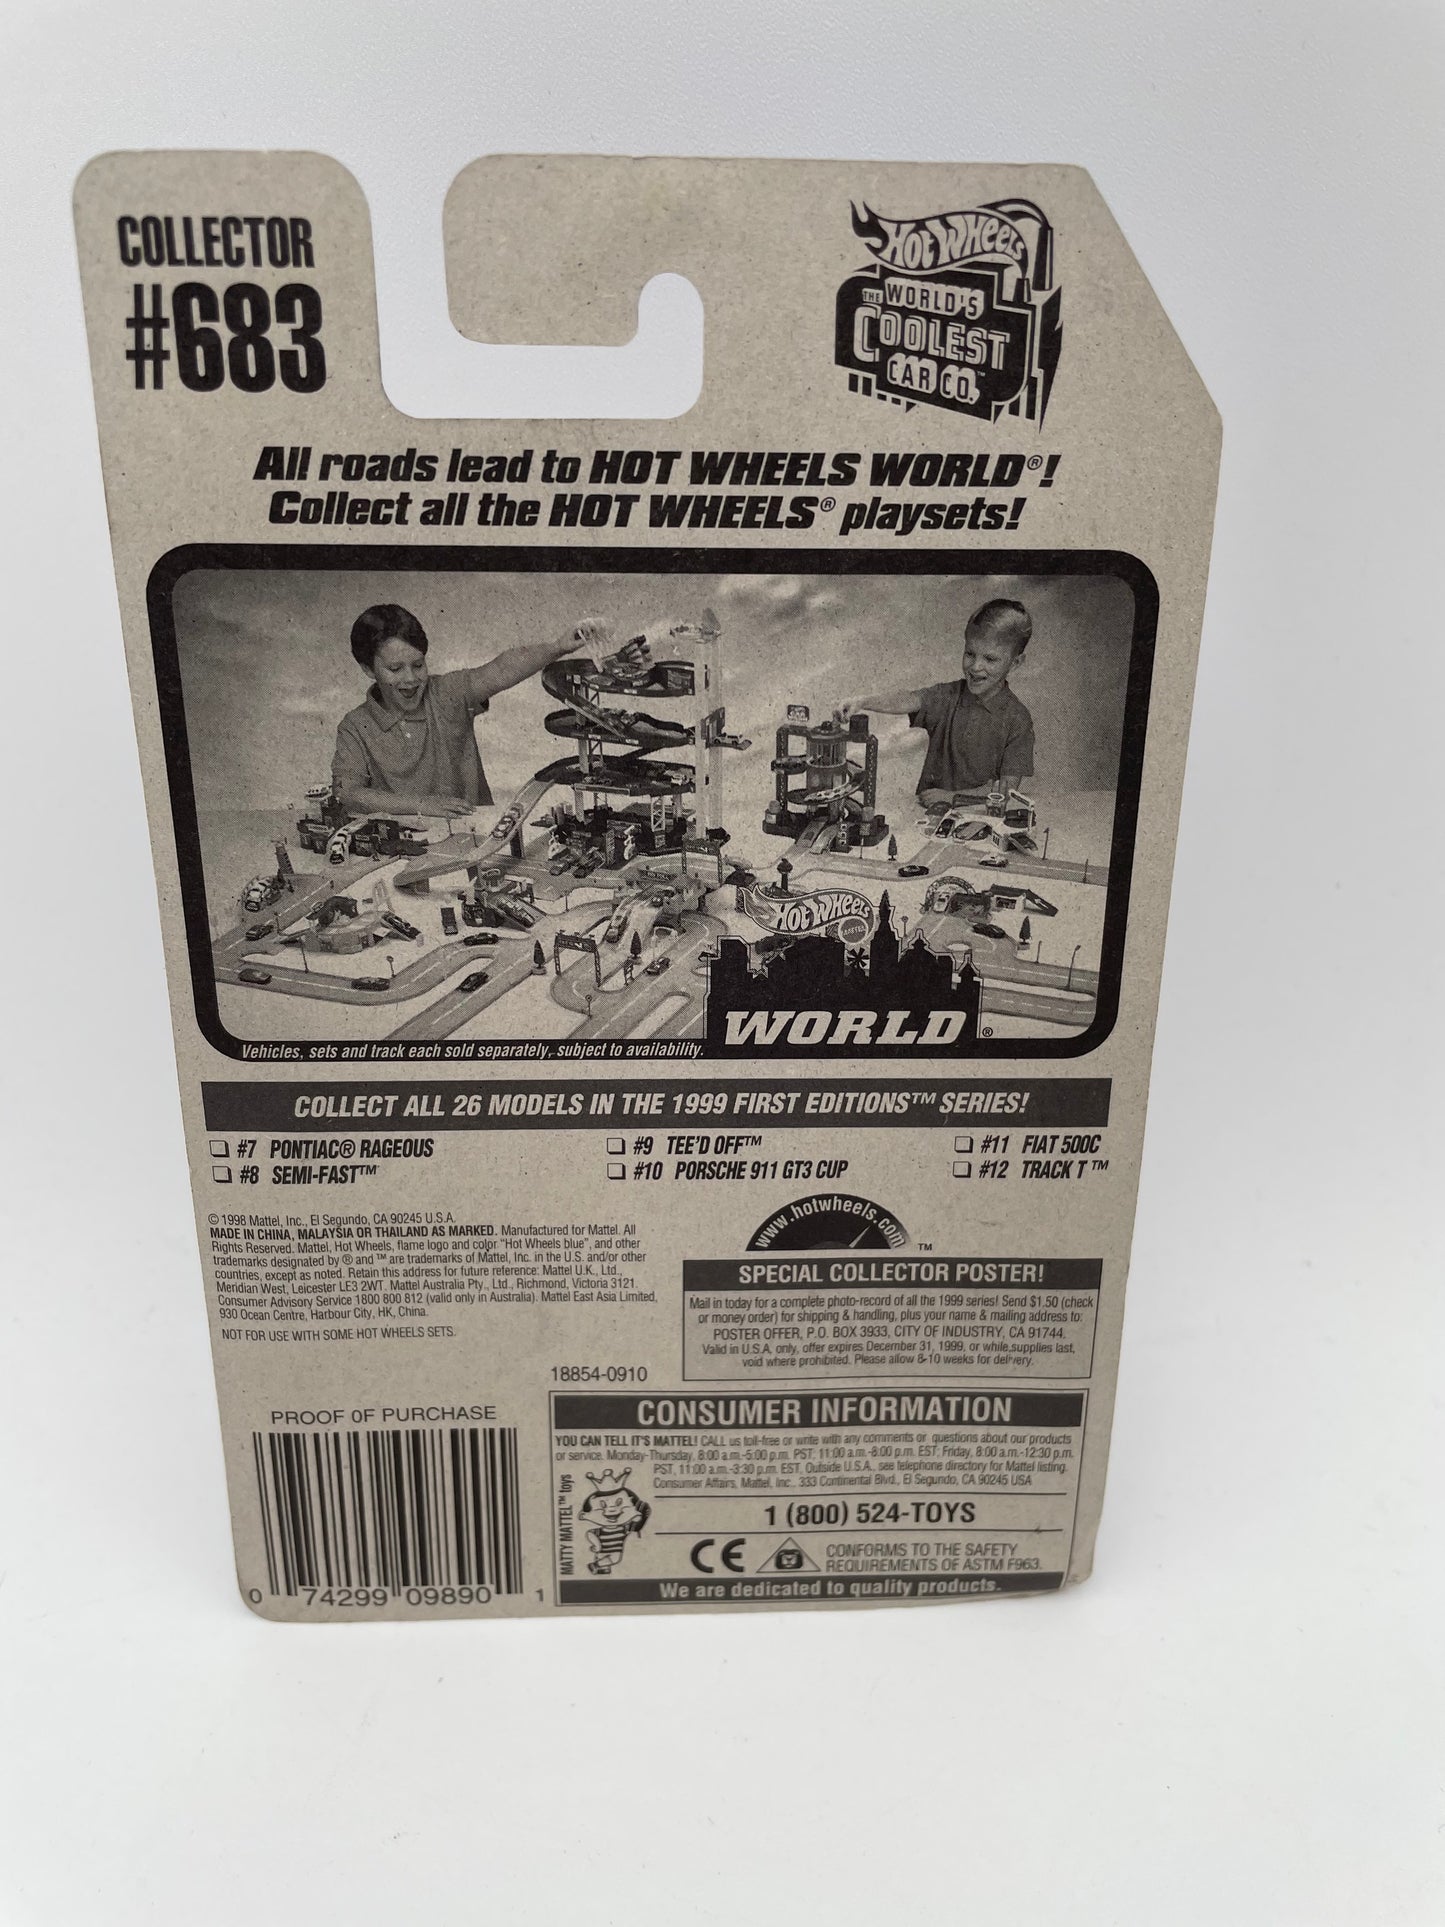 COLLECTOR
#683
HOT WHEELS
THE WORLD'S
COOLEST
CAR CO.™
All roads lead to HOT WHEELS WORLD®!
Collect all the HOT WHEELS® playsets!
HOT WHEELS
MATTEL
WORLD®
Vehicles, sets and track each sold separately, subject to availability.
COLLECT ALL 26 MODELS IN THE 1999 FIRST EDITIONS™ SERIES!
❏ #7 PONTIAC® RAGEOUS
❏ #8 SEMI-FAST™
❏ #9 TEE'D OFF™
❏ #10 PORSCHE 911 GT3 CUP
❏ #11 FIAT 500C
❏ #12 TRACK T™
© 1998 Mattel, Inc., El Segundo, CA 90245 U.S.A.
MADE IN CHINA, MALAYSIA OR THAILAND AS MARKED. Manufactured for Mattel. All
Rights Reserved. Mattel, Hot Wheels, flame logo and color "Hot Wheels blue", and other
trademarks designated by ® and ™ are trademarks of Mattel, Inc. in the U.S. and/or other
countries, except as noted. Retain this address for future reference: Mattel U.K., Ltd.,
Meridian West, Leicester LE3 2WT. Mattel Australia Pty., Ltd., Richmond, Victoria 3121.
Consumer Advisory Service 1800 800 812 (valid only in Australia). Mattel East Asia Limited,
930 Ocean Centre, Harbour City, HK, China.
NOT FOR USE WITH SOME HOT WHEELS SETS.
18854-0910
www.hotwheels.com™
SPECIAL COLLECTOR POSTER!
Mail in today for a complete photo-record of all the 1999 series! Send $1.50 (check
or money order) for shipping & handling, plus your name & mailing address to:
POSTER OFFER, P.O. BOX 3933, CITY OF INDUSTRY, CA 91744.
Valid in U.S.A. only, offer expires December 31, 1999, or while supplies last,
void where prohibited. Please allow 8-10 weeks for delivery.
PROOF OF PURCHASE
0 74299 09890 1
CONSUMER INFORMATION
YOU CAN TELL IT'S MATTEL! CALL us toll-free or write with any comments or questions about our products
or service. Monday-Thursday, 8:00 a.m.-5:00 p.m. PST, 11:00 a.m.-8:00 p.m. EST; Friday, 8:00 a.m.-12:30 p.m.
PST, 11:00 a.m.-3:30 p.m. EST. Outside U.S.A., see telephone directory for Mattel listing.
Consumer Affairs, Mattel, Inc., 333 Continental Blvd., El Segundo, CA 90245 USA
MATTY MATTEL™ toys
1 (800) 524-TOYS
CE
CONFORMS TO THE SAFETY
REQUIREMENTS OF ASTM F963.
We are dedicated to quality products.